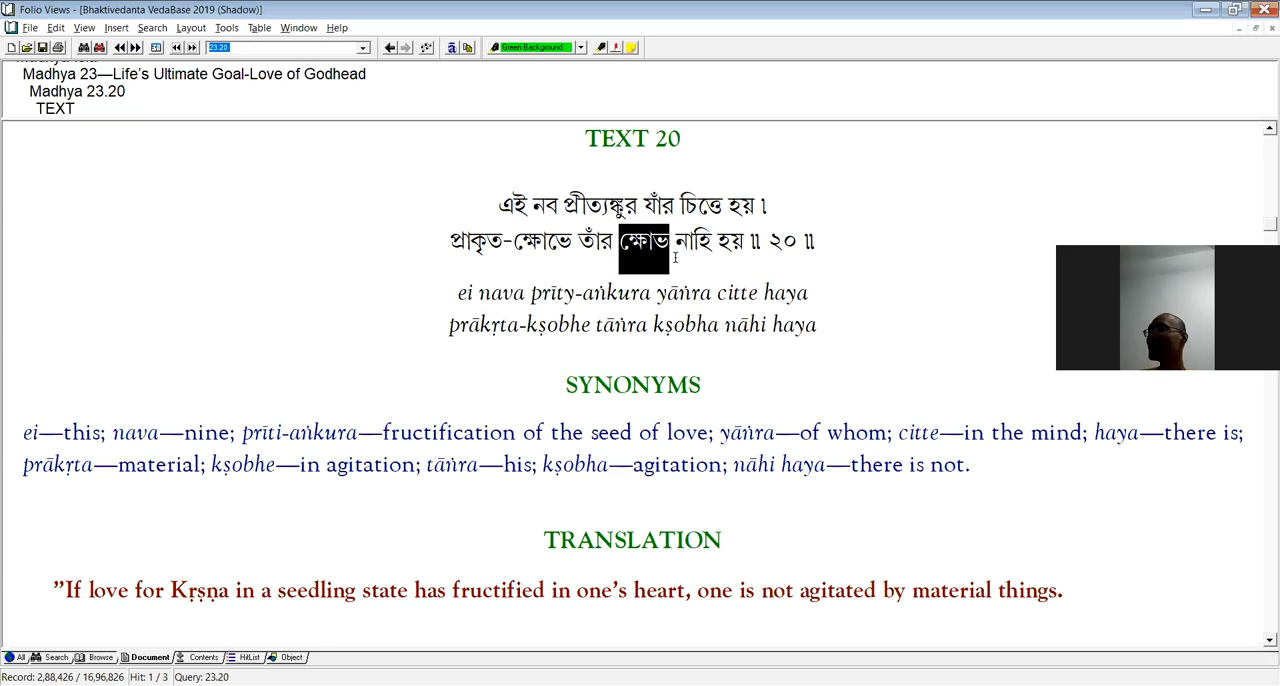 Folio Views - [Bhaktivedanta VedaBase 2019 (Shadow)]
File Edit View Insert Search Layout Tools Table Window Help
23.20 Green Background
Madhya 23—Life's Ultimate Goal-Love of Godhead
Madhya 23.20
TEXT
TEXT 20
এই নব প্রীত্যঙ্কুর যাঁর চিত্তে হয় ।
প্রাকৃত-ক্ষোভে তাঁর ক্ষোভ নাহি হয় ॥ ২০ ॥
ei nava prīty-aṅkura yāṅra citte haya
prākṛta-kṣobhe tāṅra kṣobha nāhi haya
SYNONYMS
ei—this; nava—nine; prīti-aṅkura—fructification of the seed of love; yāṅra—of whom; citte—in the mind; haya—there is;
prākṛta—material; kṣobhe—in agitation; tāṅra—his; kṣobha—agitation; nāhi haya—there is not.
TRANSLATION
"If love for Kṛṣṇa in a seedling state has fructified in one's heart, one is not agitated by material things.
All Search Browse Document Contents HitList Object
Record: 2,88,426 / 16,96,826 Hit: 1 / 3 Query: 23.20